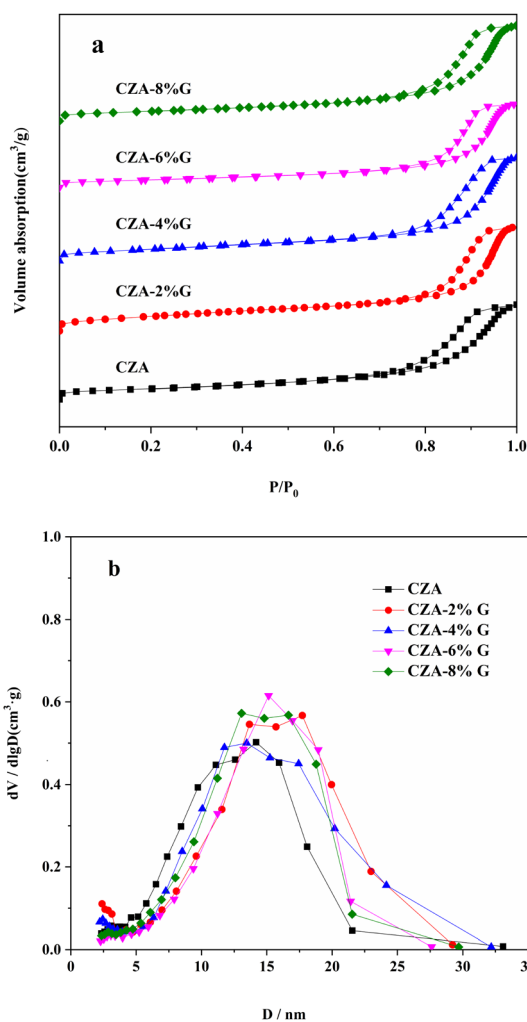 a
CZA-8%G
CZA-6%G
CZA-4%G
CZA-2%G
CZA
Volume absorption(cm³/g)
0.0 0.2 0.4 0.6 0.8 1.0
P/P₀
b
CZA
CZA-2% G
CZA-4% G
CZA-6% G
CZA-8% G
1.0
0.8
0.6
0.4
0.2
0.0
dV / dlgD(cm³·g)
0 5 10 15 20 25 30 35
D / nm